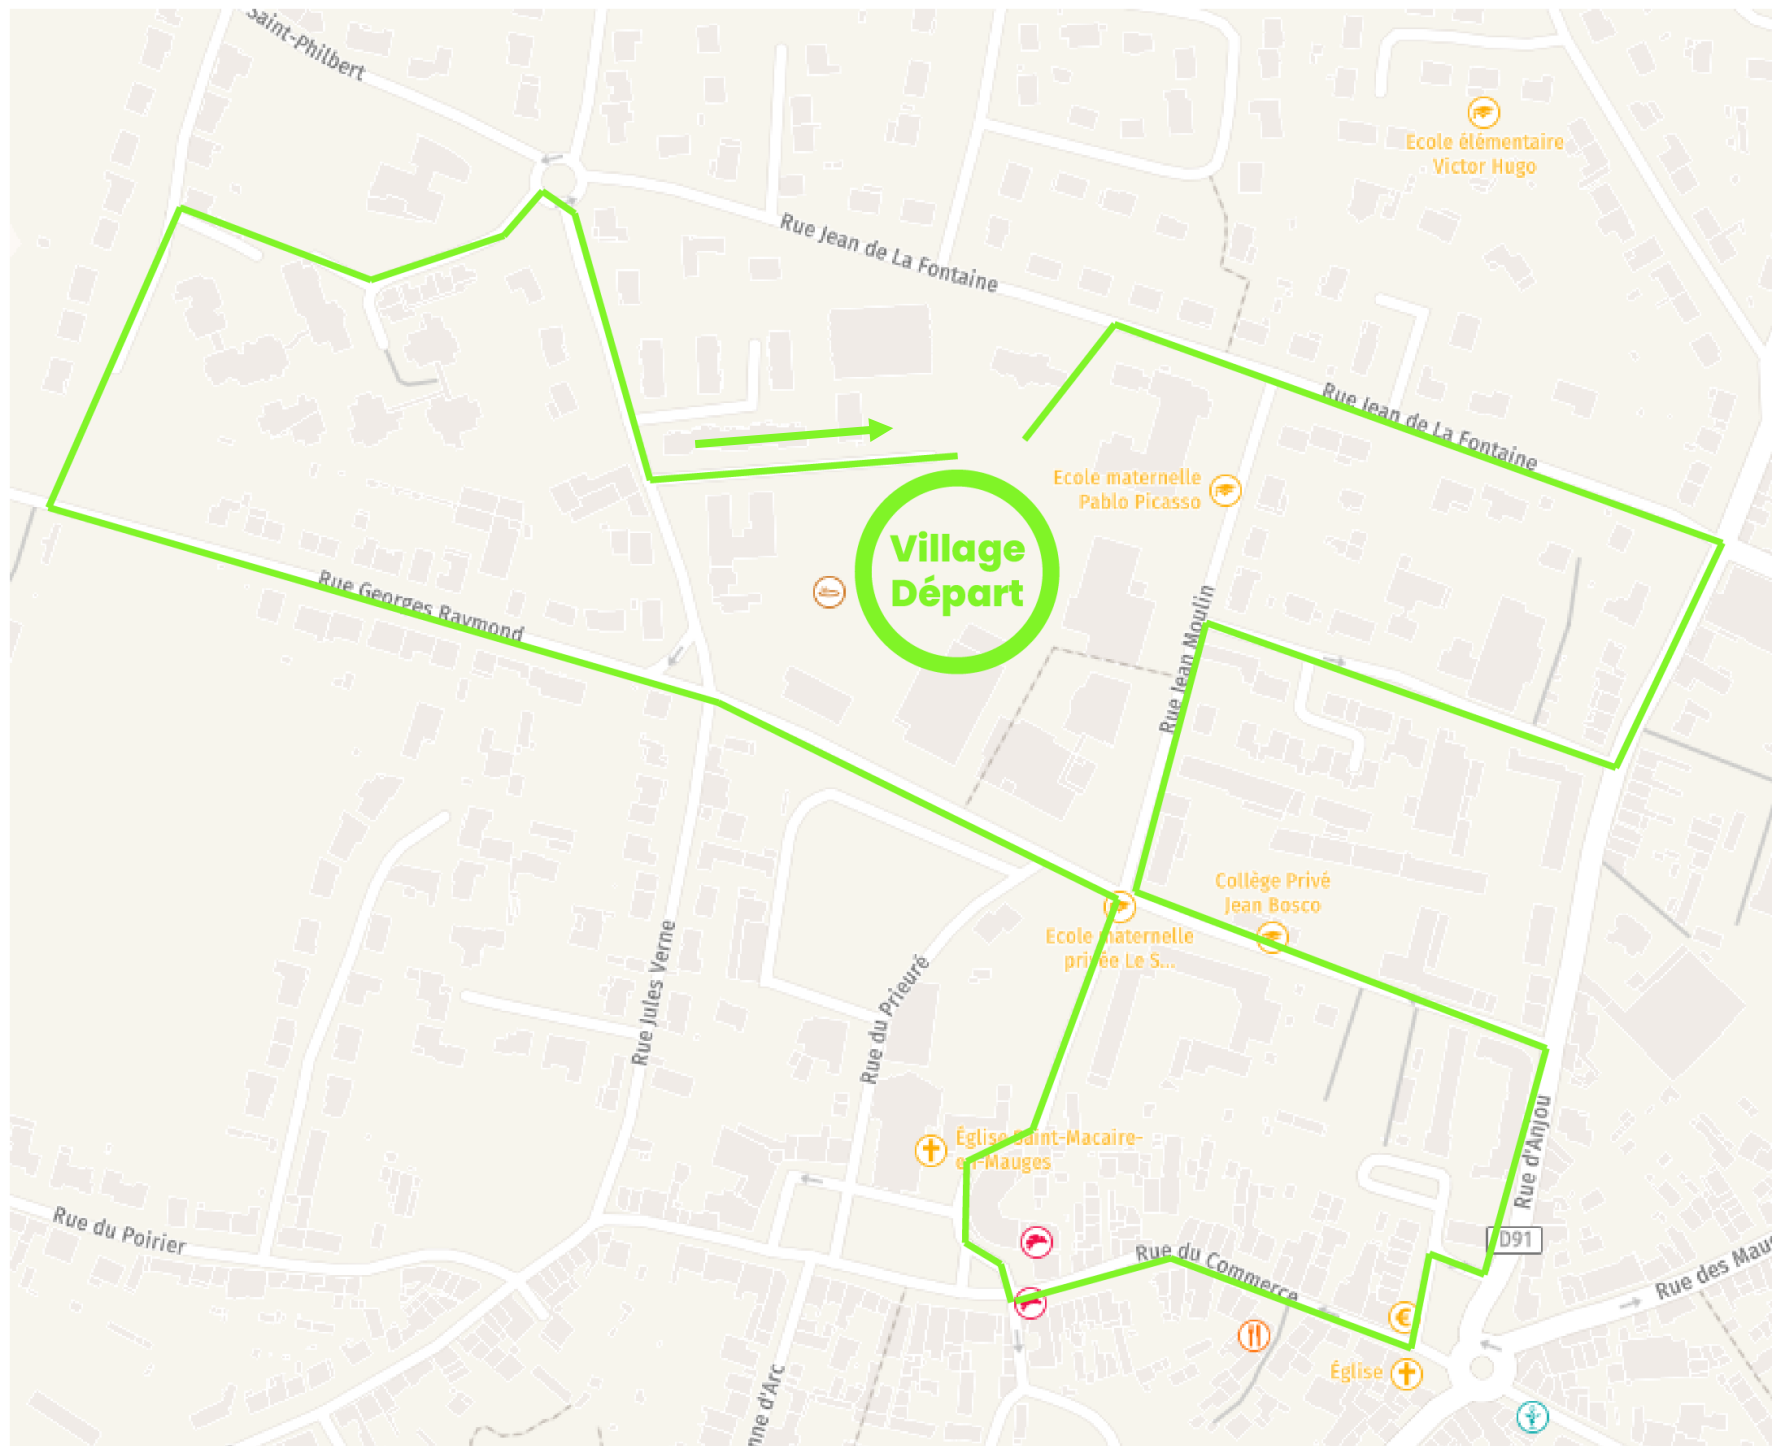 Saint-Philbert
Ecole élémentaire
Victor Hugo
Rue Jean de La Fontaine
Rue Jean de La Fontaine
Ecole maternelle
Pablo Picasso
Village
Départ
Rue Georges Raymond
Rue Jean Moulin
Collège Privé
Jean Bosco
Ecole maternelle
privée Le S...
Rue Jules Verne
Rue du Prieuré
Église Saint-Macaire-
en-Mauges
Rue d'Anjou
D91
Rue du Poirier
Rue du Commerce
Rue des Mau
€
Église
nne d'Arc